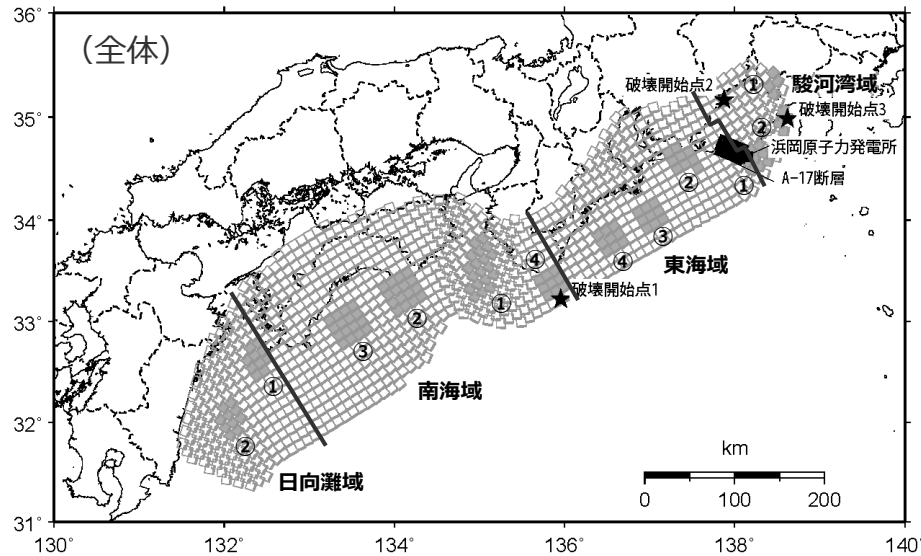 36°
(全体)
駿河湾域
破壊開始点2
①
破壊開始点3
35°
②
浜岡原子力発電所
A-17断層
②
①
34°
③
④
④
東海域
破壊開始点1
①
33°
②
③
①
南海域
32°
②
日向灘域
km
0 100 200
31°
130 132 134 136 138 140